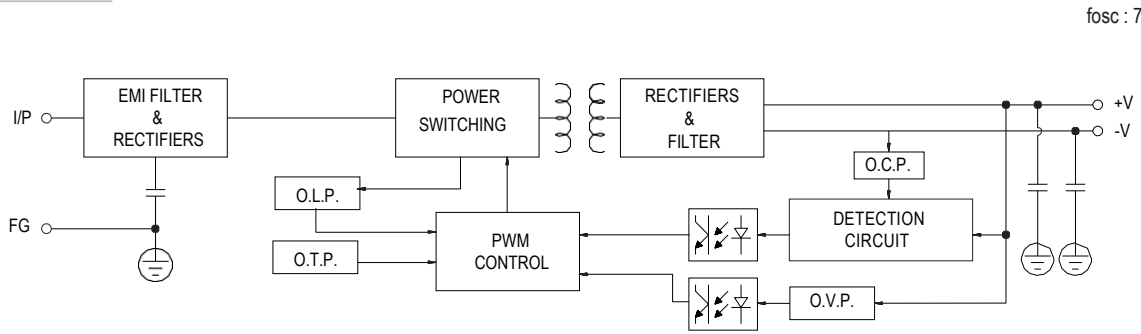 fosc : 7
I/P
EMI FILTER
&
RECTIFIERS
POWER
SWITCHING
RECTIFIERS
&
FILTER
+V
-V
O.C.P.
O.L.P.
FG
PWM
CONTROL
DETECTION
CIRCUIT
O.T.P.
O.V.P.